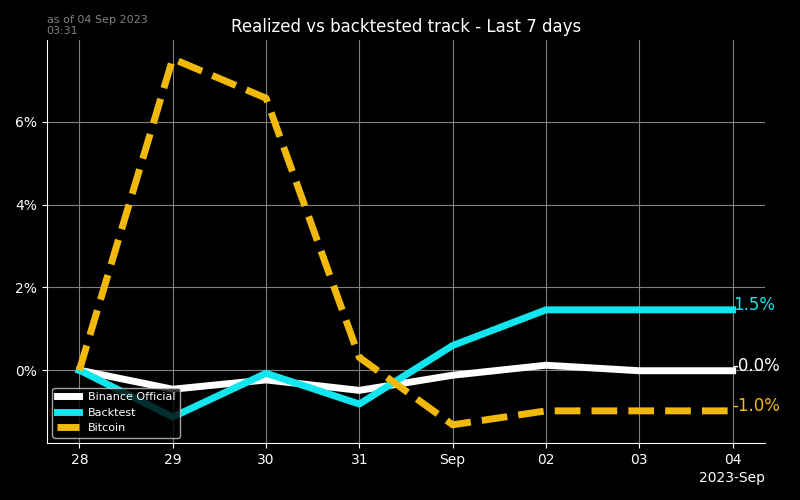 as of 04 Sep 2023
03:31
Realized vs backtested track - Last 7 days
6%
4%
2%
0%
1.5%
-0.0%
-1.0%
Binance Official
Backtest
Bitcoin
28 29 30 31 Sep 02 03 04
2023-Sep